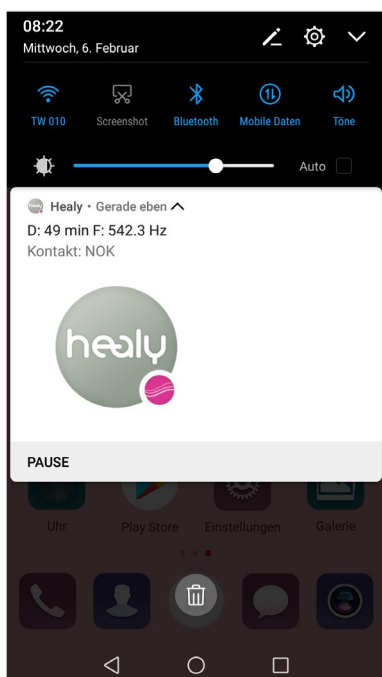 08:22
Mittwoch, 6. Februar
TW 010 Screenshot Bluetooth Mobile Daten Töne
Auto
Healy • Gerade eben
D: 49 min F: 542.3 Hz
Kontakt: NOK
healy
PAUSE
Uhr Play Store Einstellungen Galerie